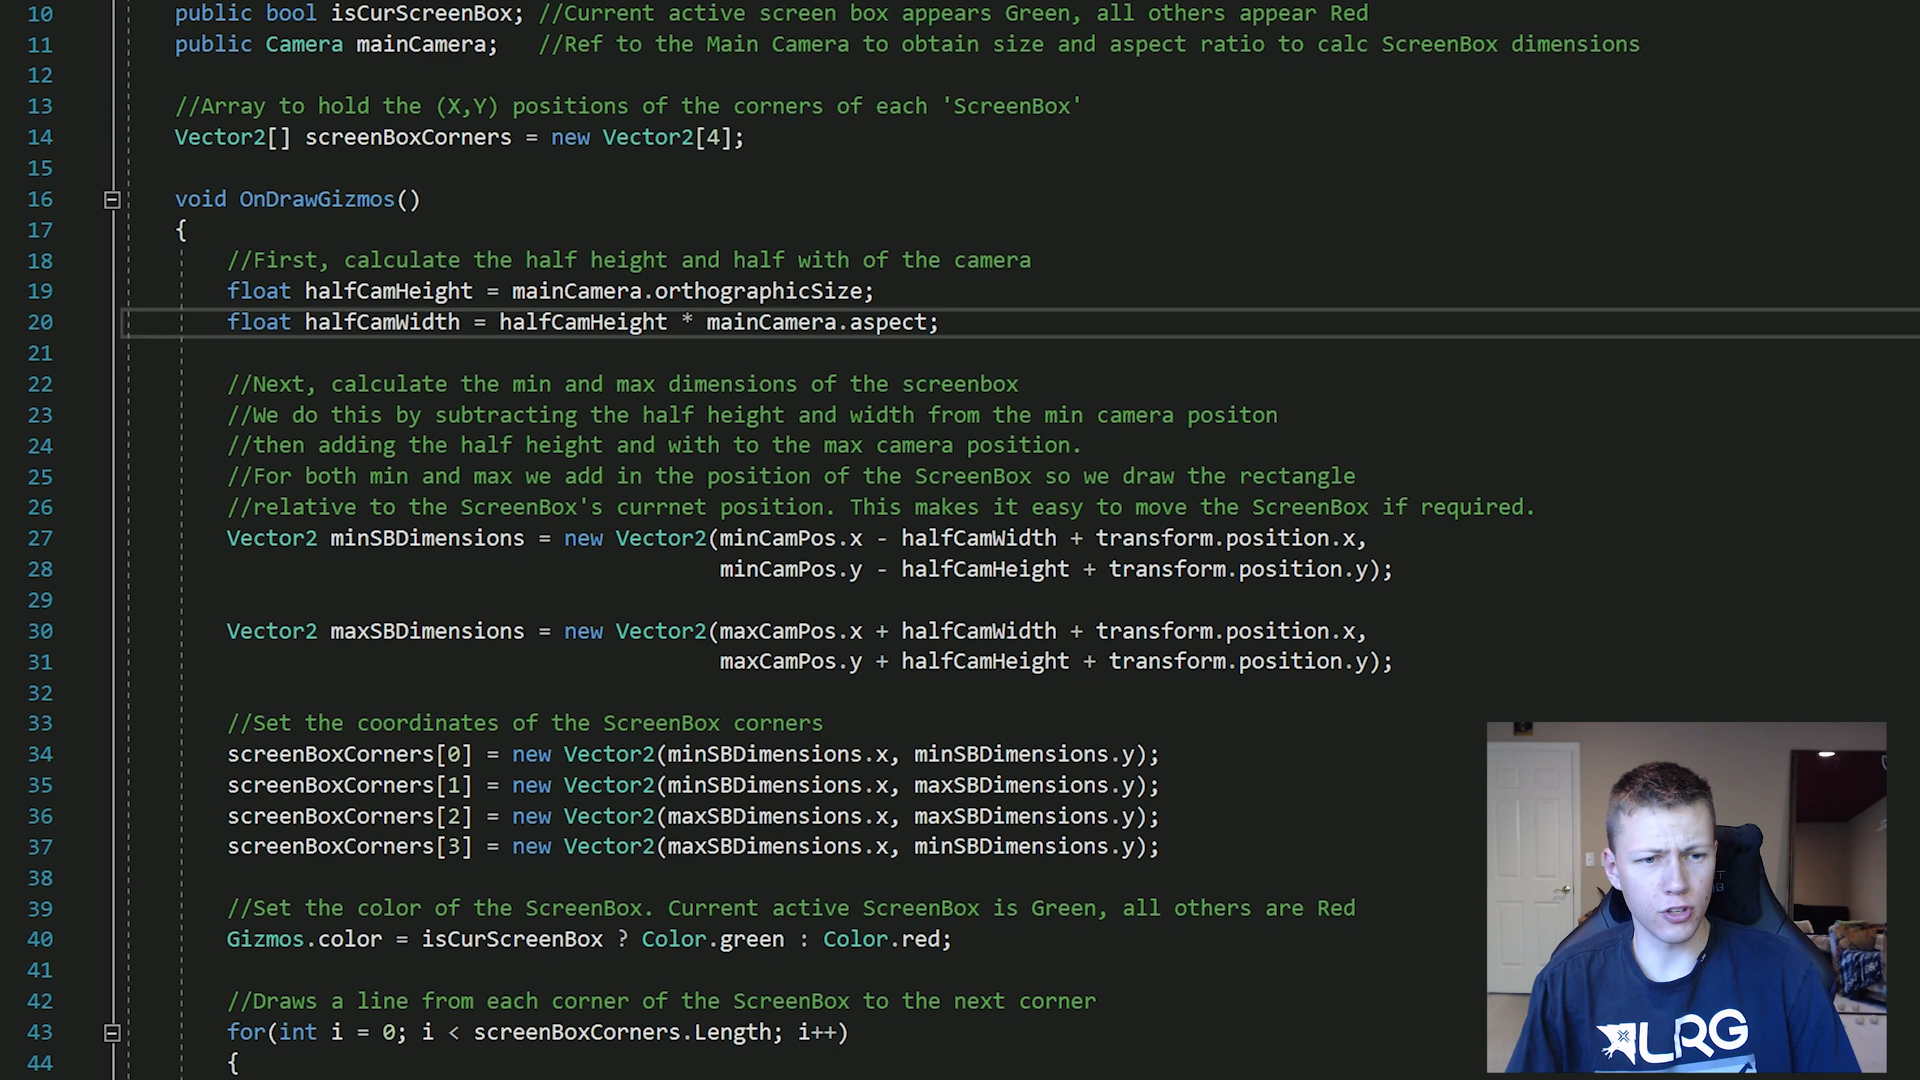 10 public bool isCurScreenBox; //Current active screen box appears Green, all others appear Red
11 public Camera mainCamera; //Ref to the Main Camera to obtain size and aspect ratio to calc ScreenBox dimensions
12
13 //Array to hold the (X,Y) positions of the corners of each 'ScreenBox'
14 Vector2[] screenBoxCorners = new Vector2[4];
15
16 void OnDrawGizmos()
17 {
18 //First, calculate the half height and half with of the camera
19 float halfCamHeight = mainCamera.orthographicSize;
20 float halfCamWidth = halfCamHeight * mainCamera.aspect;
21
22 //Next, calculate the min and max dimensions of the screenbox
23 //We do this by subtracting the half height and width from the min camera positon
24 //then adding the half height and with to the max camera position.
25 //For both min and max we add in the position of the ScreenBox so we draw the rectangle
26 //relative to the ScreenBox's currnet position. This makes it easy to move the ScreenBox if required.
27 Vector2 minSBDimensions = new Vector2(minCamPos.x - halfCamWidth + transform.position.x,
28 minCamPos.y - halfCamHeight + transform.position.y);
29
30 Vector2 maxSBDimensions = new Vector2(maxCamPos.x + halfCamWidth + transform.position.x,
31 maxCamPos.y + halfCamHeight + transform.position.y);
32
33 //Set the coordinates of the ScreenBox corners
34 screenBoxCorners[0] = new Vector2(minSBDimensions.x, minSBDimensions.y);
35 screenBoxCorners[1] = new Vector2(minSBDimensions.x, maxSBDimensions.y);
36 screenBoxCorners[2] = new Vector2(maxSBDimensions.x, maxSBDimensions.y);
37 screenBoxCorners[3] = new Vector2(maxSBDimensions.x, minSBDimensions.y);
38
39 //Set the color of the ScreenBox. Current active ScreenBox is Green, all others are Red
40 Gizmos.color = isCurScreenBox ? Color.green : Color.red;
41
42 //Draws a line from each corner of the ScreenBox to the next corner
43 for(int i = 0; i < screenBoxCorners.Length; i++)
44 {
LRG